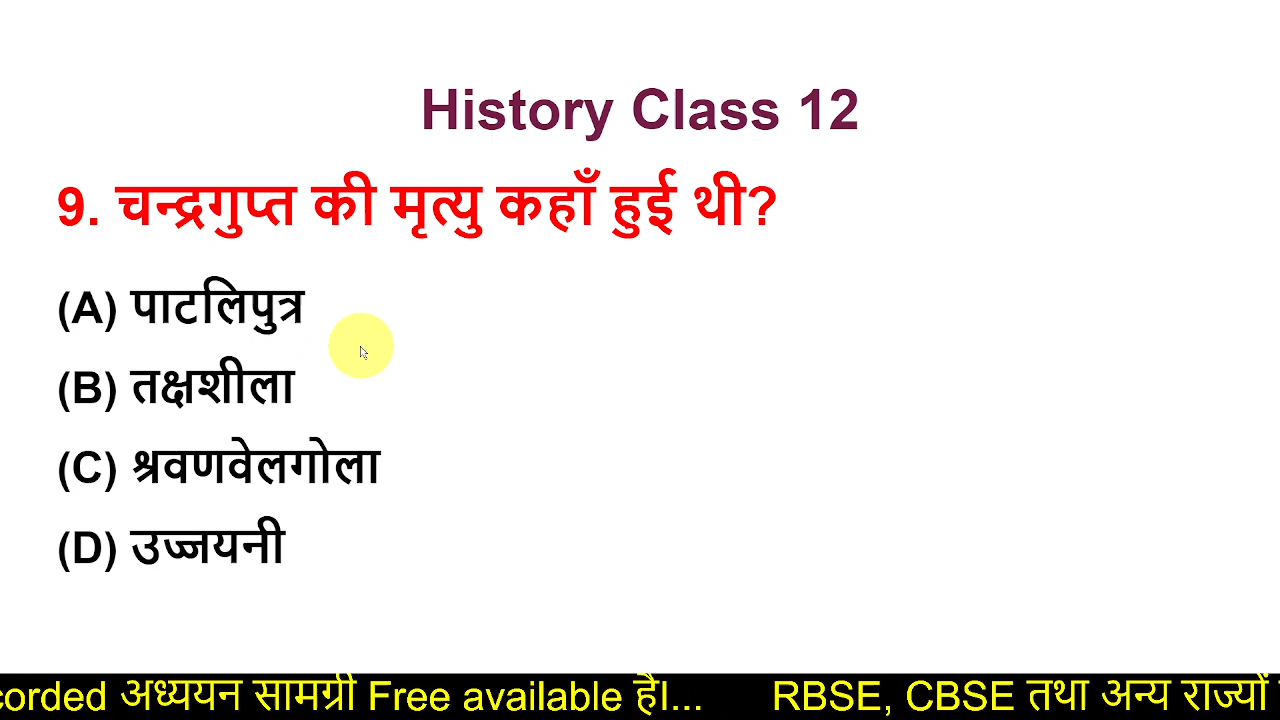 History Class 12
9. चन्द्रगुप्त की मृत्यु कहाँ हुई थी?
(A) पाटलिपुत्र
(B) तक्षशीला
(C) श्रवणवेलगोला
(D) उज्जयनी
corded अध्ययन सामग्री Free available हैं।... RBSE, CBSE तथा अन्य राज्यों